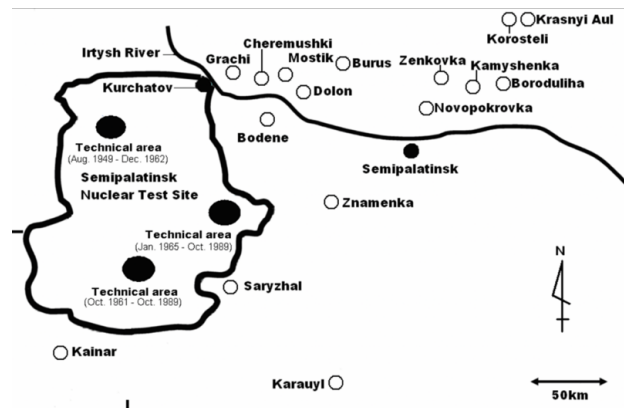 Krasnyi Aul
Korosteli
Cheremushki
Irtysh River
Mostik
Burus
Grachi
Zenkovka
Kamyshenka
Kurchatov
Dolon
Boroduliha
Novopokrovka
Bodene
Technical area
(Aug. 1949 - Dec. 1962)
Semipalatinsk
Semipalatinsk
Nuclear Test Site
Znamenka
Technical area
(Jan. 1965 - Oct. 1989)
N
Technical area
(Oct. 1961 - Oct. 1989)
Saryzhal
Kainar
Karauyl
50km